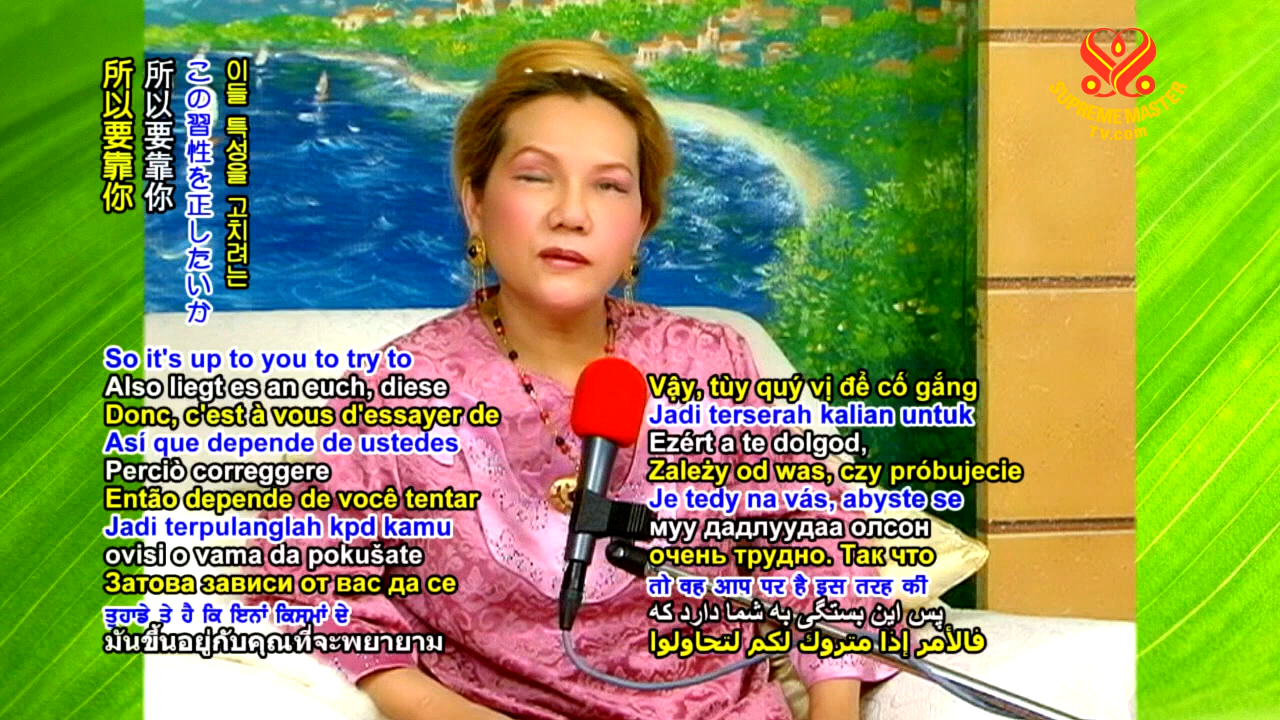 所以要靠你
所以要靠你
この習性を正したいか
이들 특성을 고치려는
SUPREME MASTER
TV.com
So it's up to you to try to
Also liegt es an euch, diese
Donc, c'est à vous d'essayer de
Así que depende de ustedes
Perciò correggere
Então depende de você tentar
Jadi terpulanglah kpd kamu
ovisi o vama da pokušate
Затова зависи от вас да се
ਤੁਹਾਡੇ ਤੇ ਹੈ ਕਿ ਇਨਾਂ ਕਿਸਮਾਂ ਦੇ
มันขึ้นอยู่กับคุณที่จะพยายาม
Vậy, tùy quý vị để cố gắng
Jadi terserah kalian untuk
Ezért a te dolgod,
Zależy od was, czy próbujecie
Je tedy na vás, abyste se
муу дадлуудаа олсон
очень трудно. Так что
तो वह आप पर है इस तरह की
پس این بستگی به شما دارد که
فالأمر إذا متروك لكم لتحاولوا